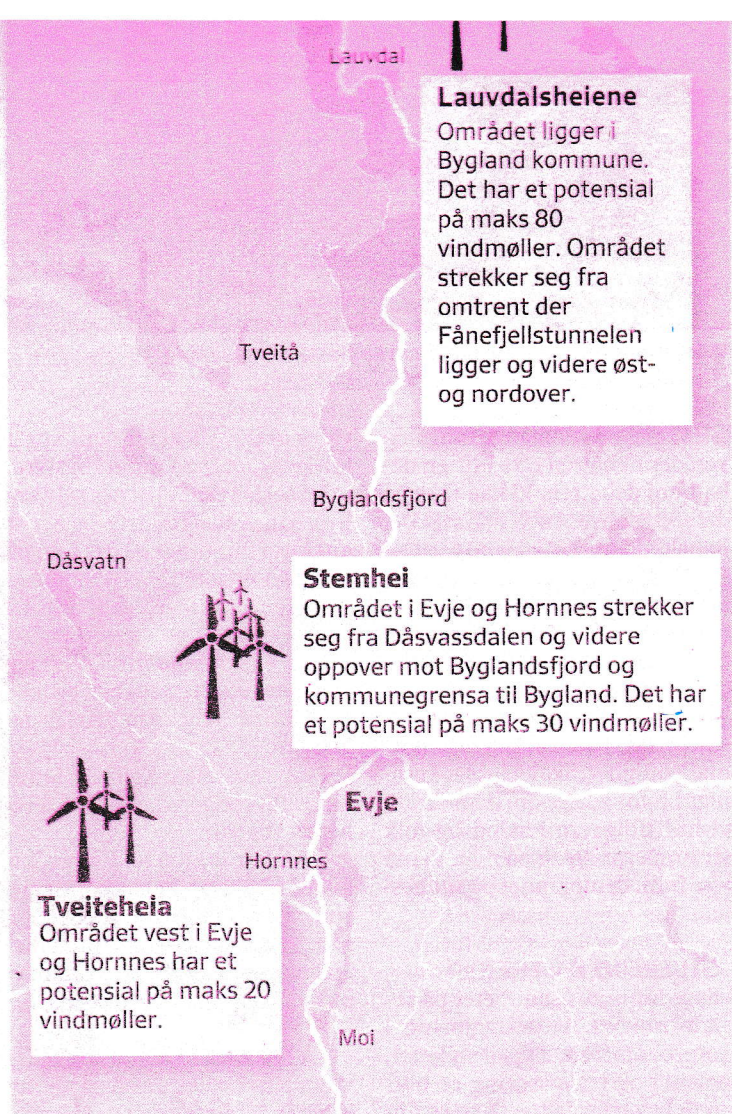 Lauvdal
Lauvdalsheiene
Området ligger i
Bygland kommune.
Det har et potensial
på maks 80
vindmøller. Området
strekker seg fra
omtrent der
Fånefjellstunnelen
ligger og videre øst-
og nordover.
Tveitå
Byglandsfjord
Dåsvatn
Stemhei
Området i Evje og Hornnes strekker
seg fra Dåsvassdalen og videre
oppover mot Byglandsfjord og
kommunegrensa til Bygland. Det har
et potensial på maks 30 vindmøller.
Evje
Hornnes
Tveiteheia
Området vest i Evje
og Hornnes har et
potensial på maks 20
vindmøller.
Moi